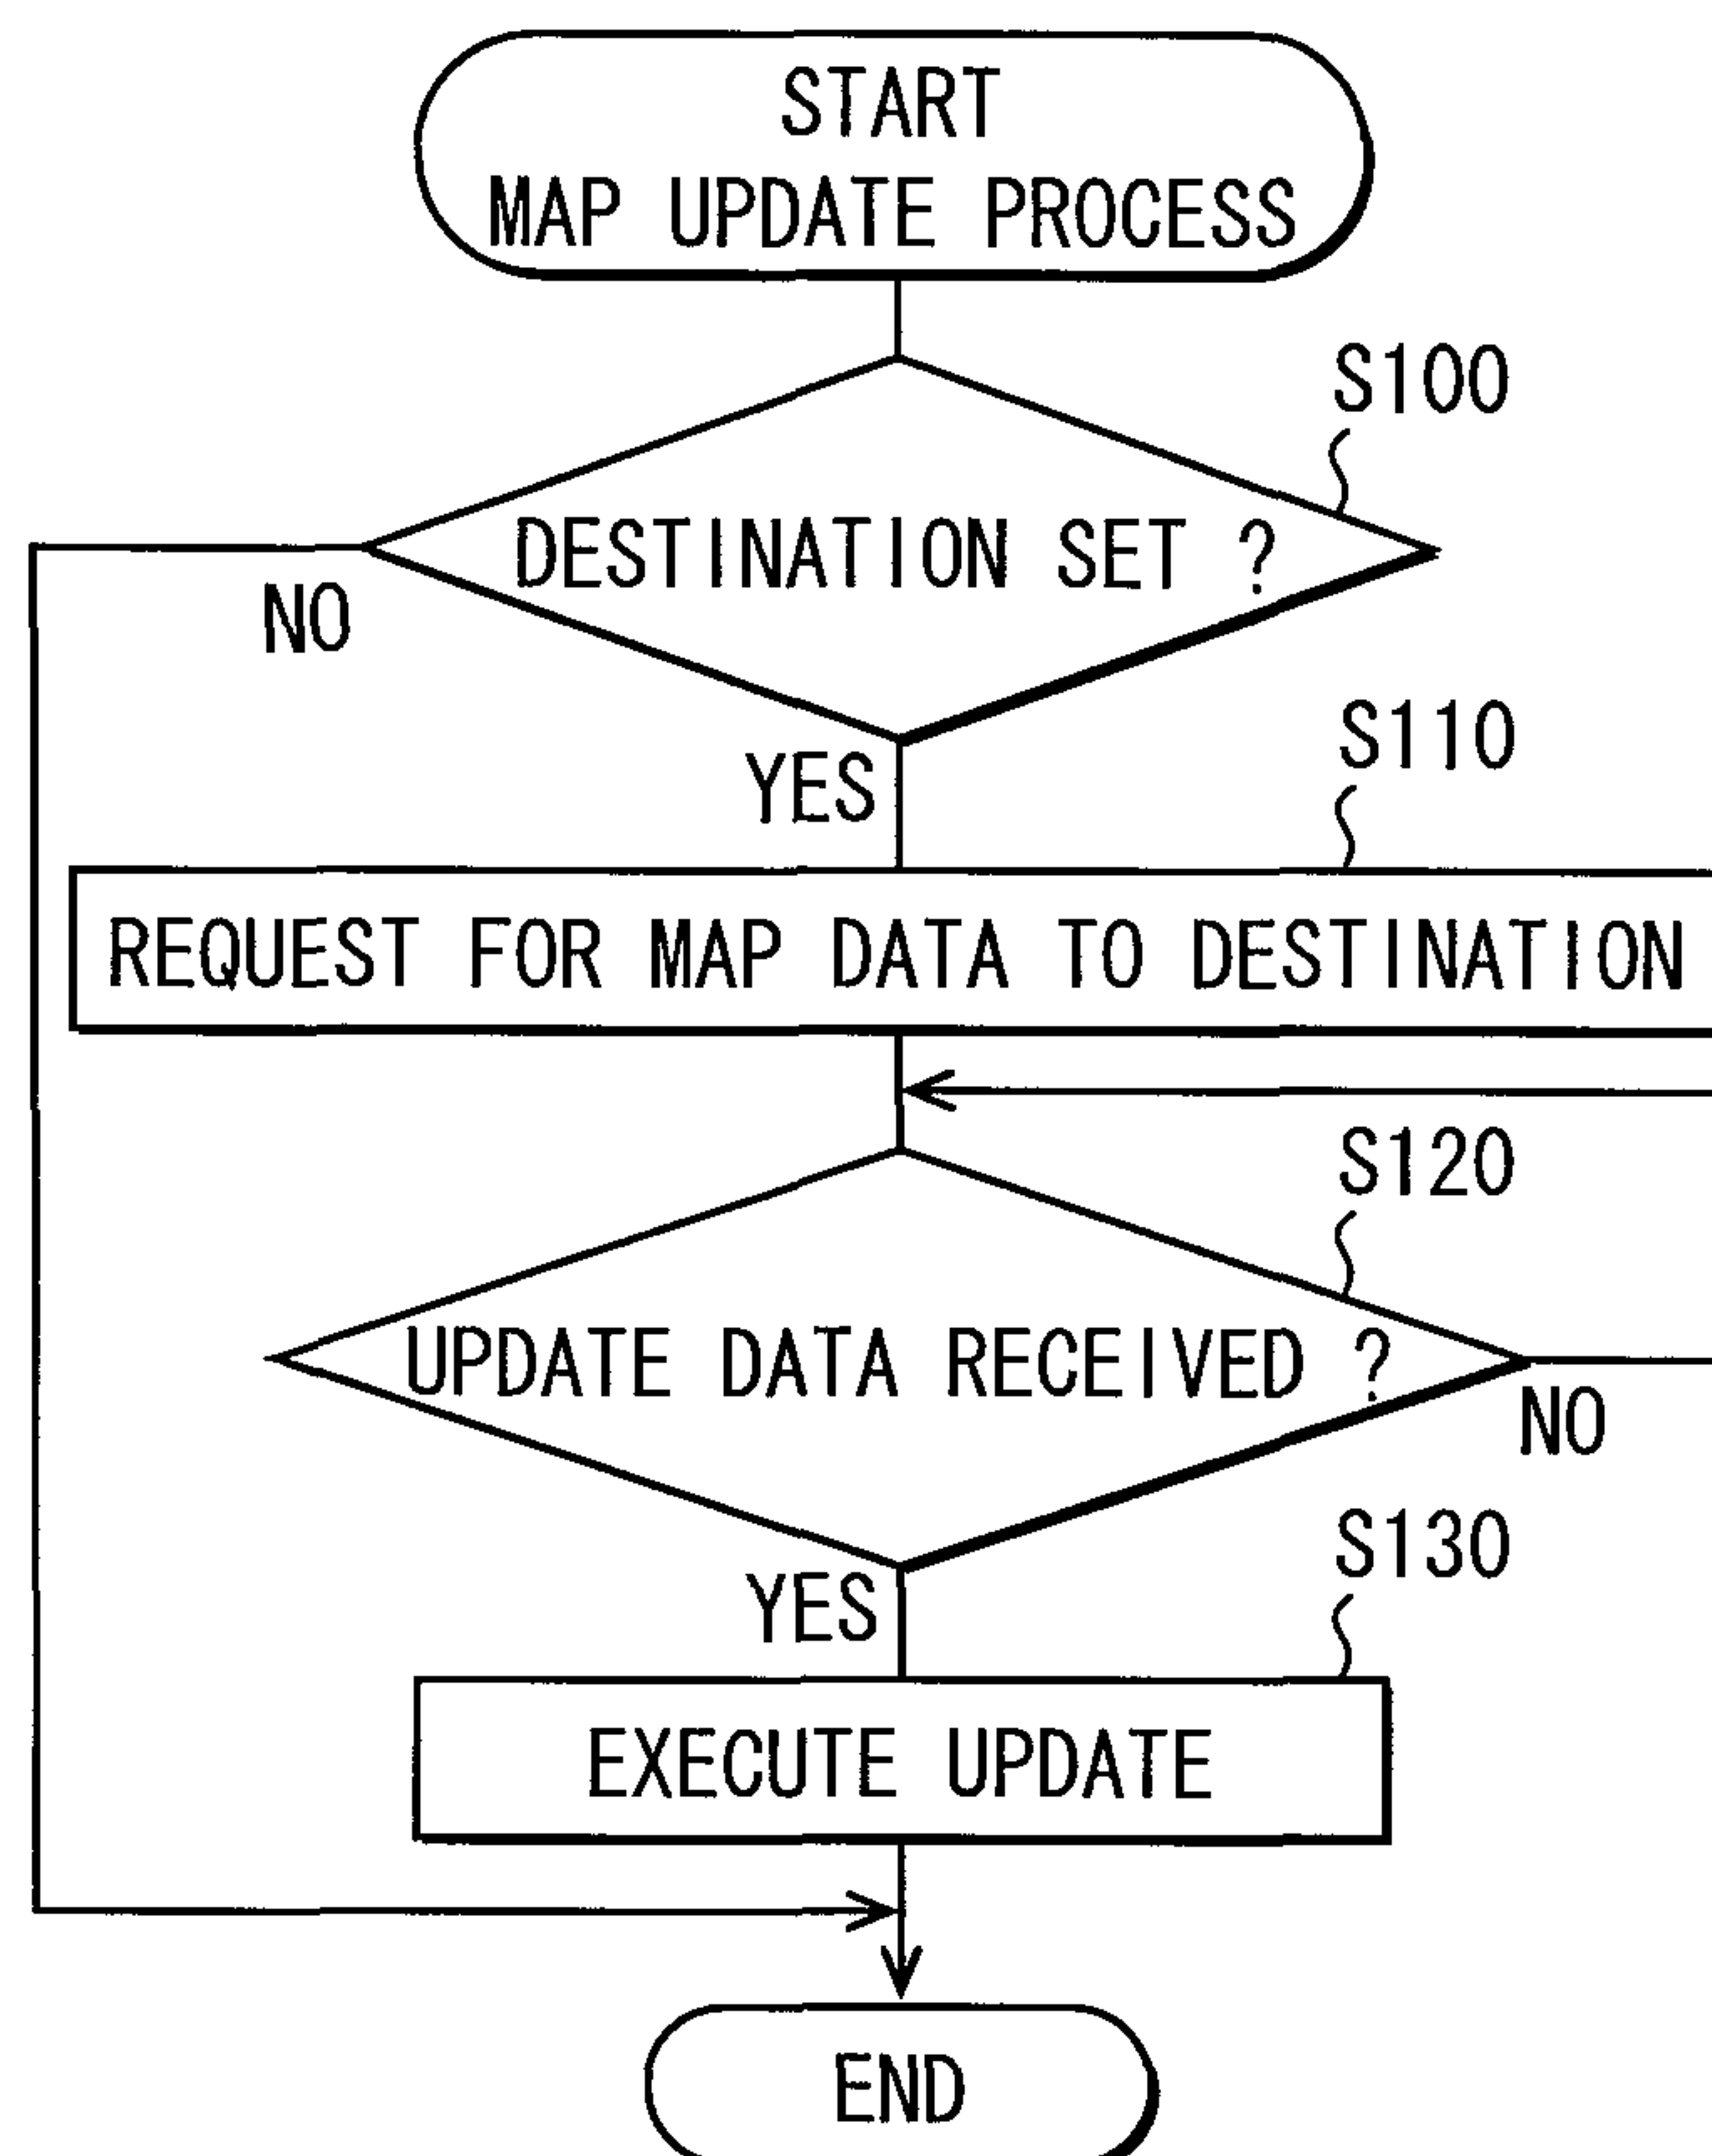 START
MAP UPDATE PROCESS
S100
DESTINATION SET ?
NO
S110
YES
REQUEST FOR MAP DATA TO DESTINATION
S120
UPDATE DATA RECEIVED ?
NO
S130
YES
EXECUTE UPDATE
END